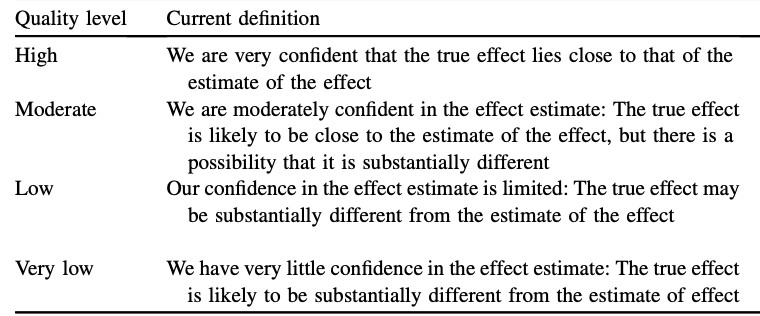 Quality level Current definition
High We are very confident that the true effect lies close to that of the
estimate of the effect
Moderate We are moderately confident in the effect estimate: The true effect
is likely to be close to the estimate of the effect, but there is a
possibility that it is substantially different
Low Our confidence in the effect estimate is limited: The true effect may
be substantially different from the estimate of the effect
Very low We have very little confidence in the effect estimate: The true effect
is likely to be substantially different from the estimate of effect